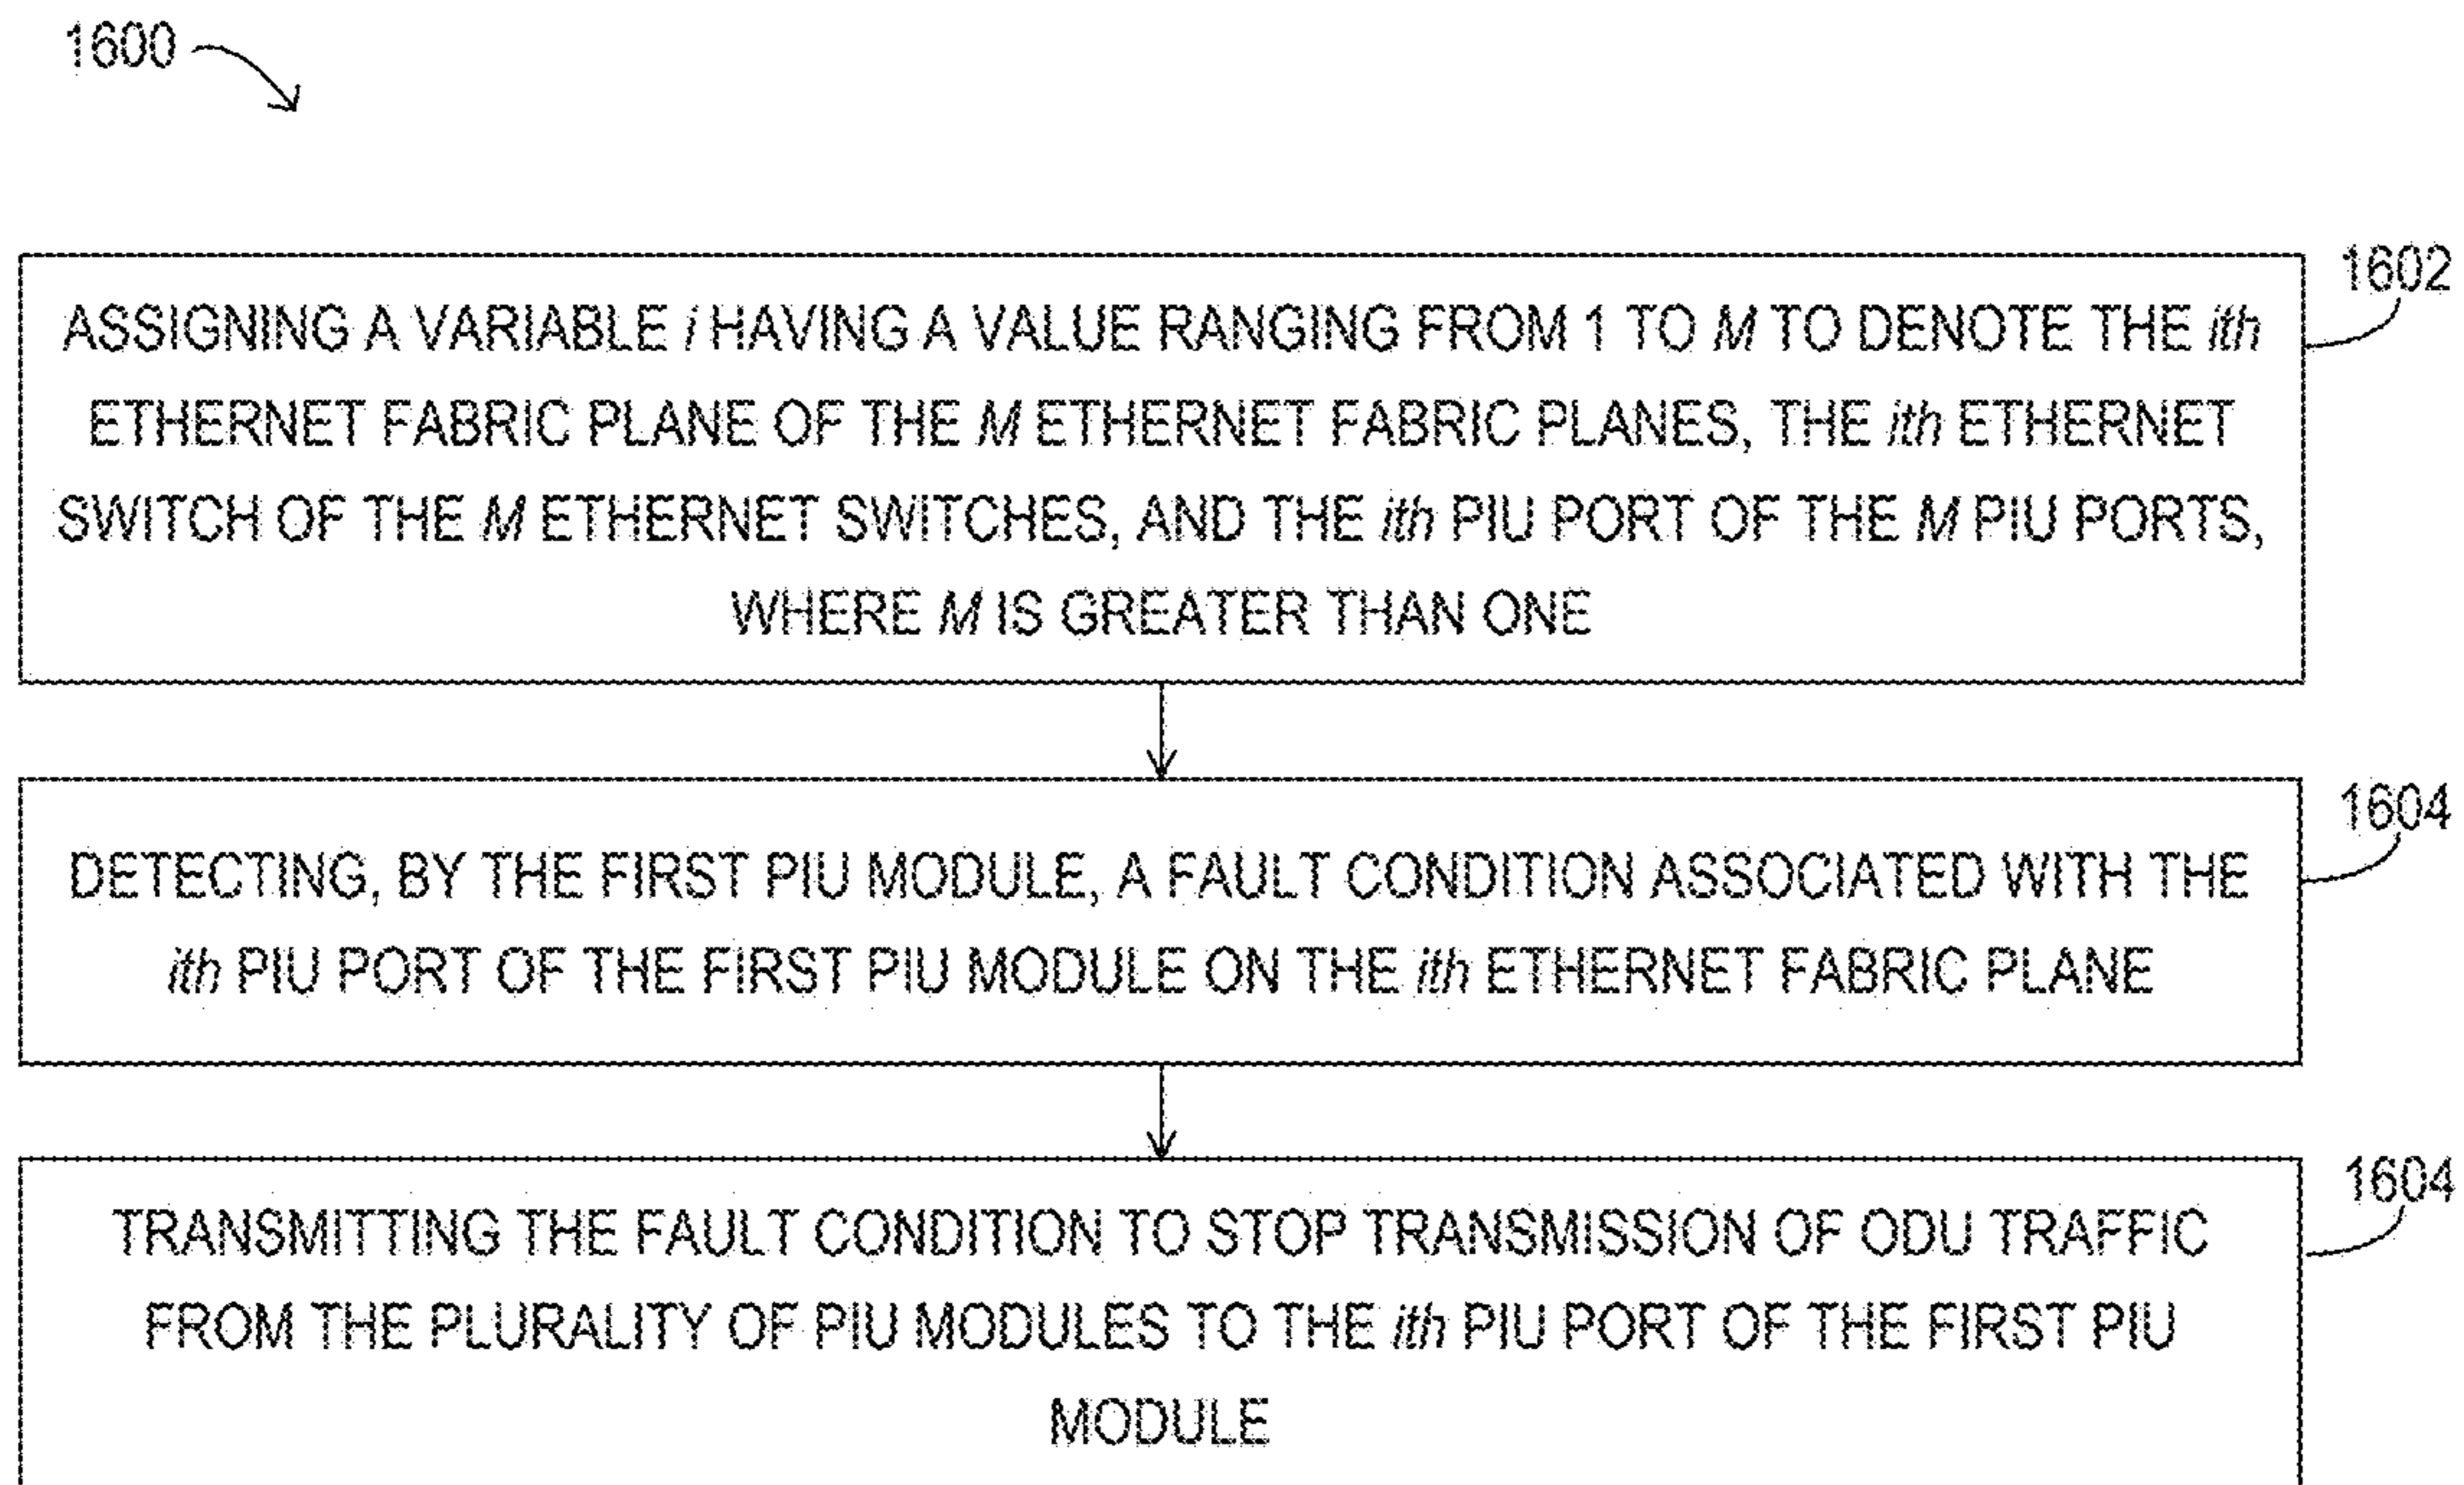 1600
1602
ASSIGNING A VARIABLE i HAVING A VALUE RANGING FROM 1 TO M TO DENOTE THE ith
ETHERNET FABRIC PLANE OF THE M ETHERNET FABRIC PLANES, THE ith ETHERNET
SWITCH OF THE M ETHERNET SWITCHES, AND THE ith PIU PORT OF THE M PIU PORTS,
WHERE M IS GREATER THAN ONE
1604
DETECTING, BY THE FIRST PIU MODULE, A FAULT CONDITION ASSOCIATED WITH THE
ith PIU PORT OF THE FIRST PIU MODULE ON THE ith ETHERNET FABRIC PLANE
1604
TRANSMITTING THE FAULT CONDITION TO STOP TRANSMISSION OF ODU TRAFFIC
FROM THE PLURALITY OF PIU MODULES TO THE ith PIU PORT OF THE FIRST PIU
MODULE